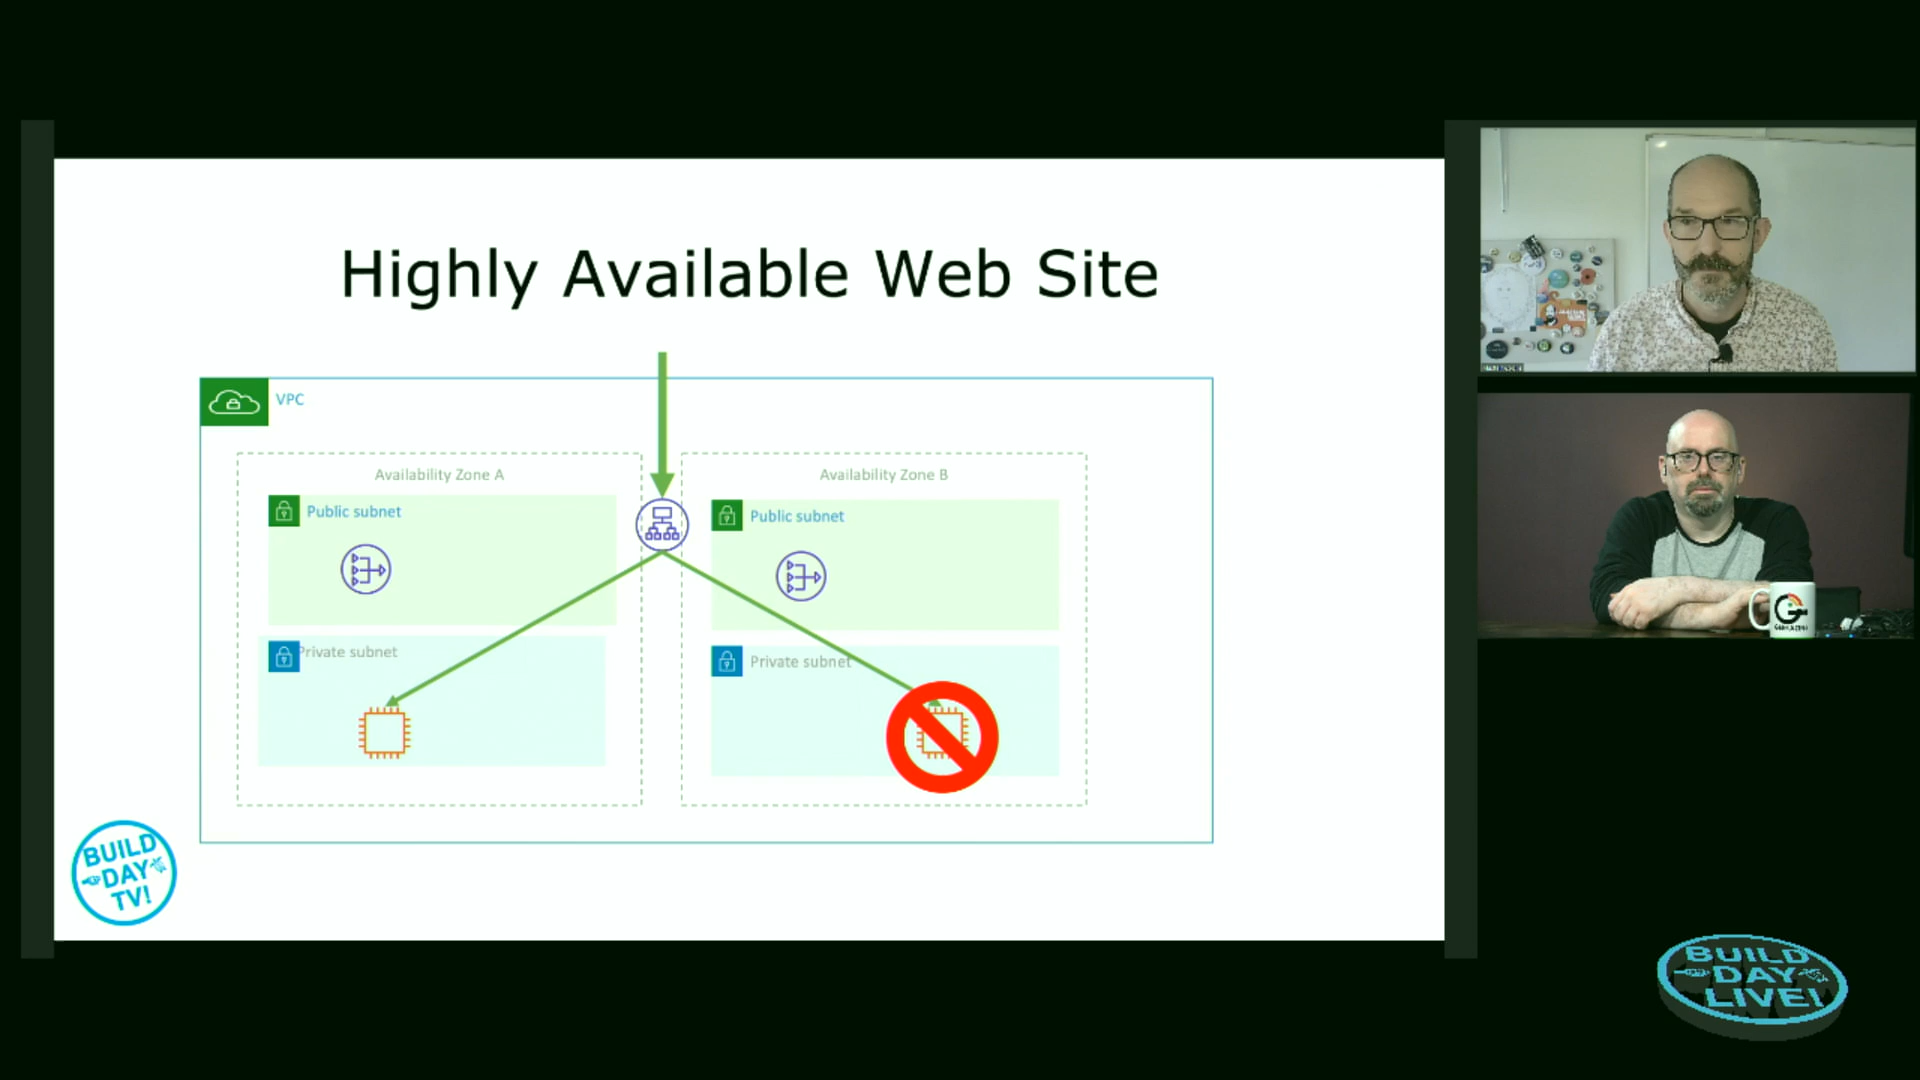 Highly Available Web Site
VPC
Availability Zone A
Availability Zone B
Public subnet
Public subnet
Private subnet
Private subnet
BUILD
DAY
TV!
BUILD
DAY
LIVE!